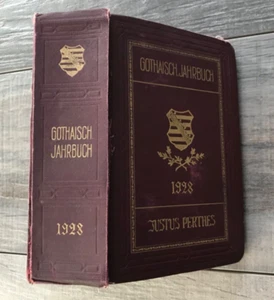 GOTHAISCH.
JAHRBUCH
1928
GOTHAISCH. JAHRBUCH
1928
JUSTUS PERTHES